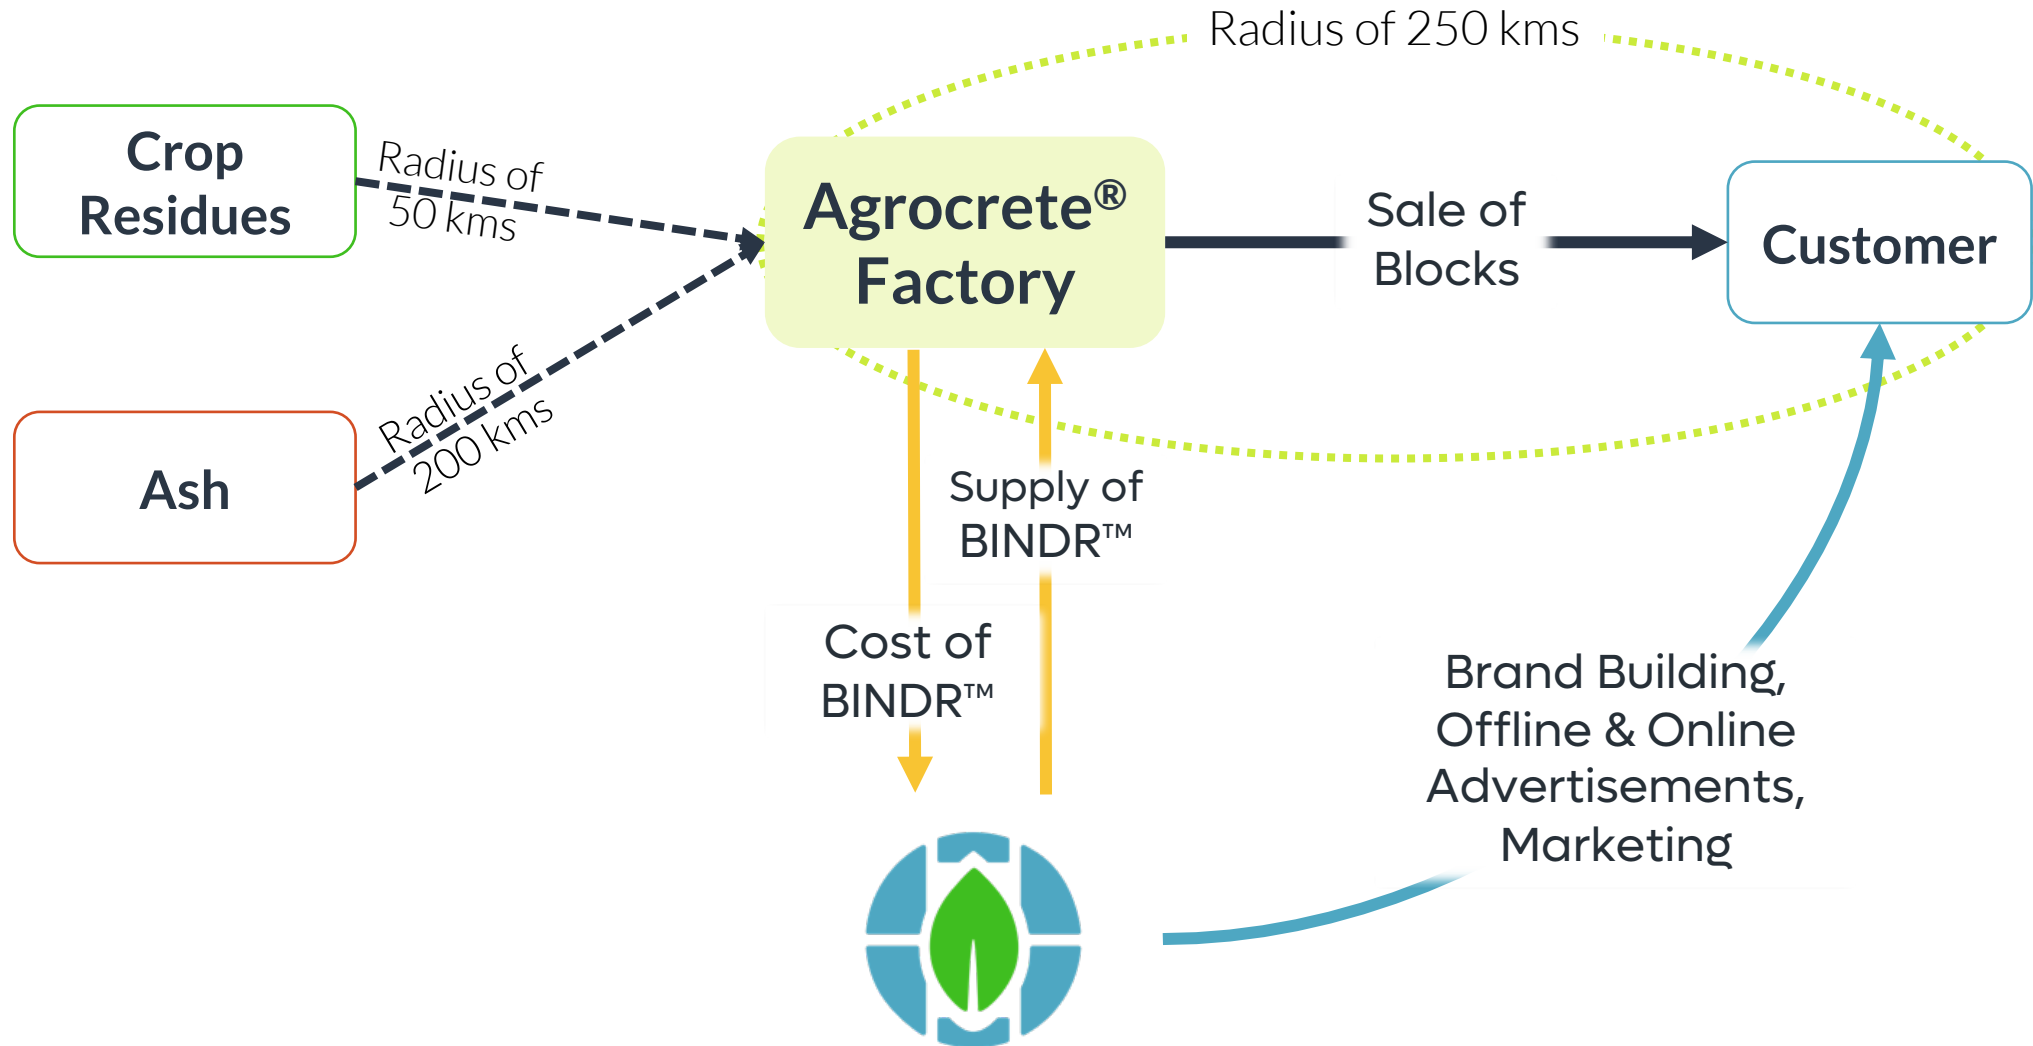 Radius of 250 kms
Crop
Residues
Radius of
50 kms
Agrocrete®
Factory
Sale of
Blocks
Customer
Ash
Radius of
200 kms
Supply of
BINDR™
Cost of
BINDR™
Brand Building,
Offline & Online
Advertisements,
Marketing